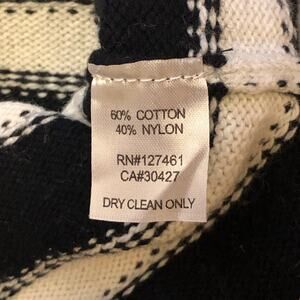 60% COTTON
40% NYLON
RN#127461
CA#30427
DRY CLEAN ONLY